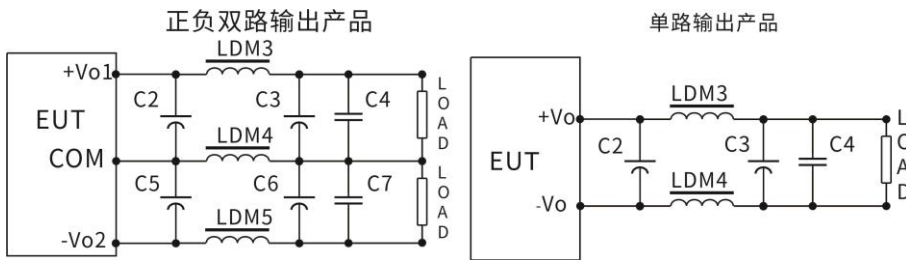 正负双路输出产品
LDM3
+Vo1
C2
C3
C4
LOAD
EUT
LDM4
COM
C5
C6
C7
LOAD
LDM5
-Vo2
单路输出产品
LDM3
+Vo
C2
C3
C4
LOAD
EUT
LDM4
-Vo